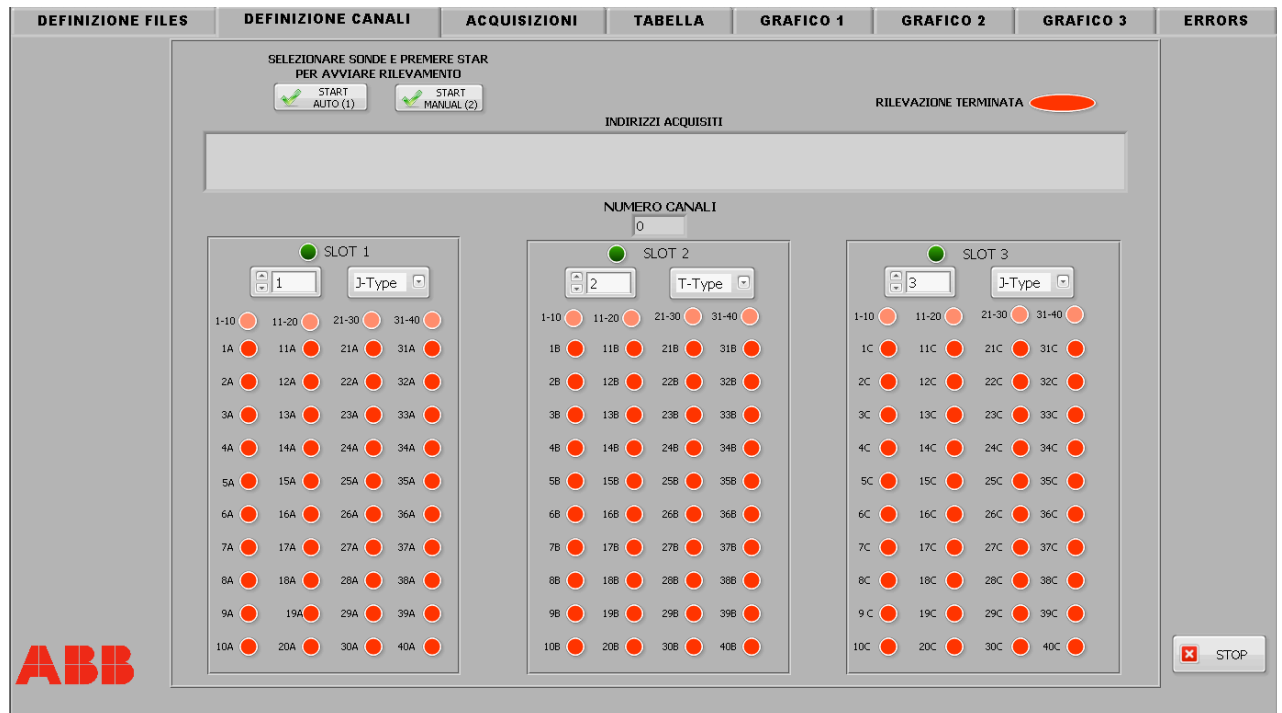 DEFINIZIONE FILES DEFINIZIONE CANALI ACQUISIZIONI TABELLA GRAFICO 1 GRAFICO 2 GRAFICO 3 ERRORS
SELEZIONARE SONDE E PREMERE STAR
PER AVVIARE RILEVAMENTO
START AUTO (1) START MANUAL (2)
RILEVAZIONE TERMINATA
INDIRIZZI ACQUISITI
NUMERO CANALI
0
SLOT 1 SLOT 2 SLOT 3
1 J-Type 2 T-Type 3 J-Type
1-10 11-20 21-30 31-40 1-10 11-20 21-30 31-40 1-10 11-20 21-30 31-40
1A 11A 21A 31A 1B 11B 21B 31B 1C 11C 21C 31C
2A 12A 22A 32A 2B 12B 22B 32B 2C 12C 22C 32C
3A 13A 23A 33A 3B 13B 23B 33B 3C 13C 23C 33C
4A 14A 24A 34A 4B 14B 24B 34B 4C 14C 24C 34C
5A 15A 25A 35A 5B 15B 25B 35B 5C 15C 25C 35C
6A 16A 26A 36A 6B 16B 26B 36B 6C 16C 26C 36C
7A 17A 27A 37A 7B 17B 27B 37B 7C 17C 27C 37C
8A 18A 28A 38A 8B 18B 28B 38B 8C 18C 28C 38C
9A 19A 29A 39A 9B 19B 29B 39B 9 C 19C 29C 39C
10A 20A 30A 40A 10B 20B 30B 40B 10C 20C 30C 40C
ABB
STOP